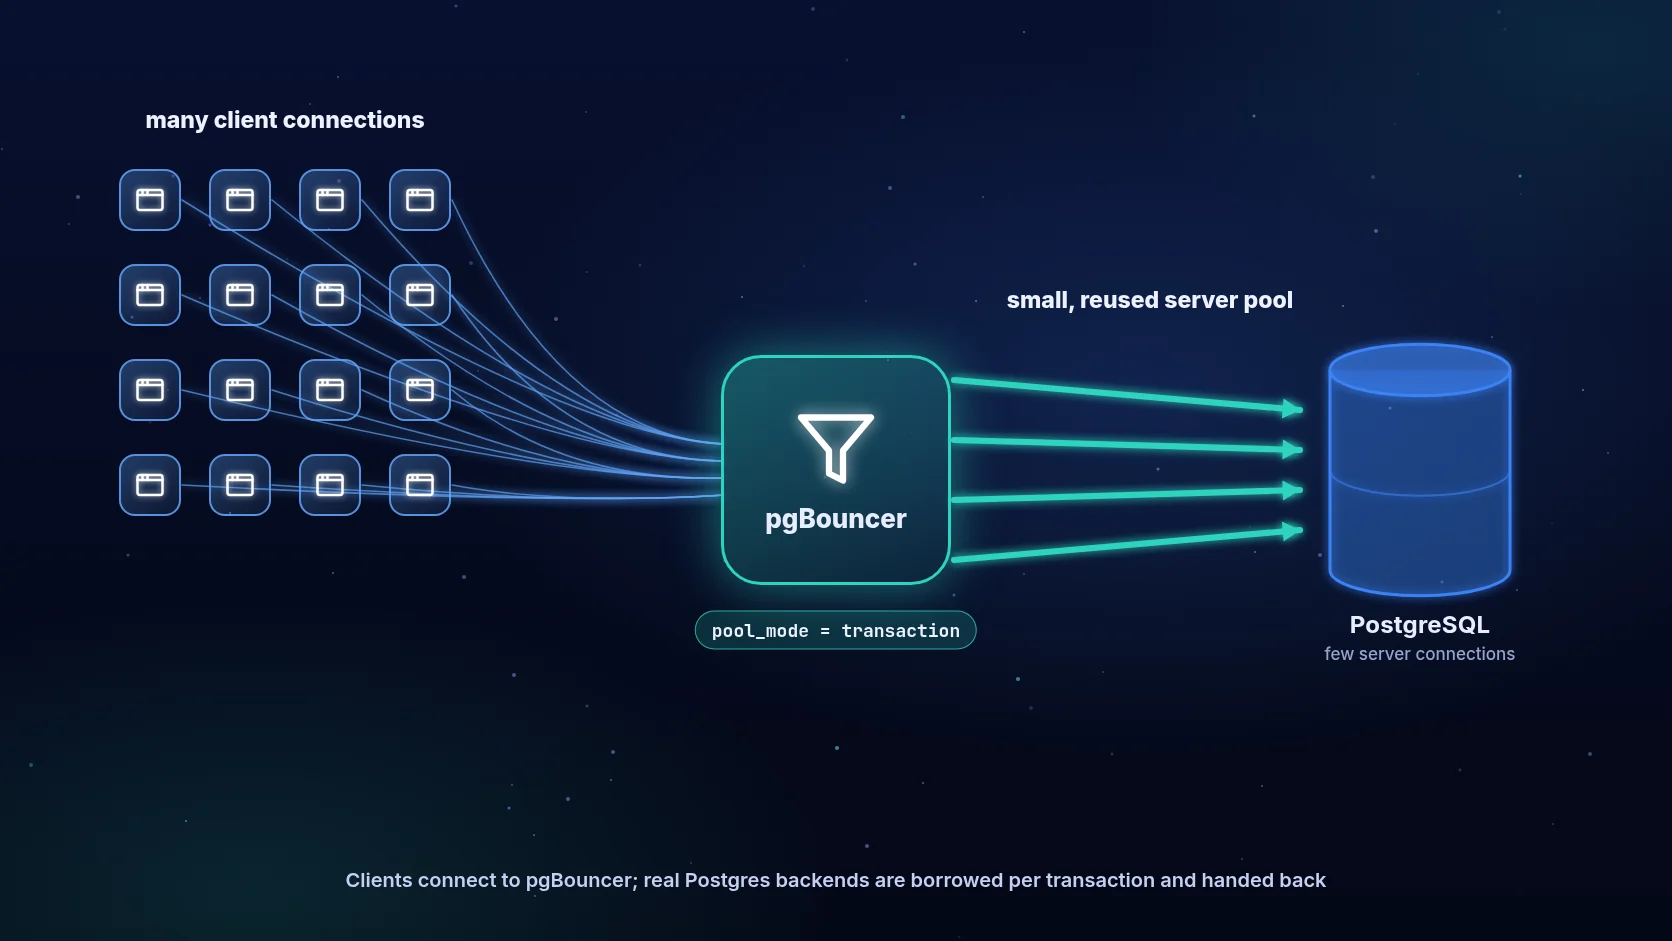 many client connections
small, reused server pool
pgBouncer
pool_mode = transaction
PostgreSQL
few server connections
Clients connect to pgBouncer; real Postgres backends are borrowed per transaction and handed back